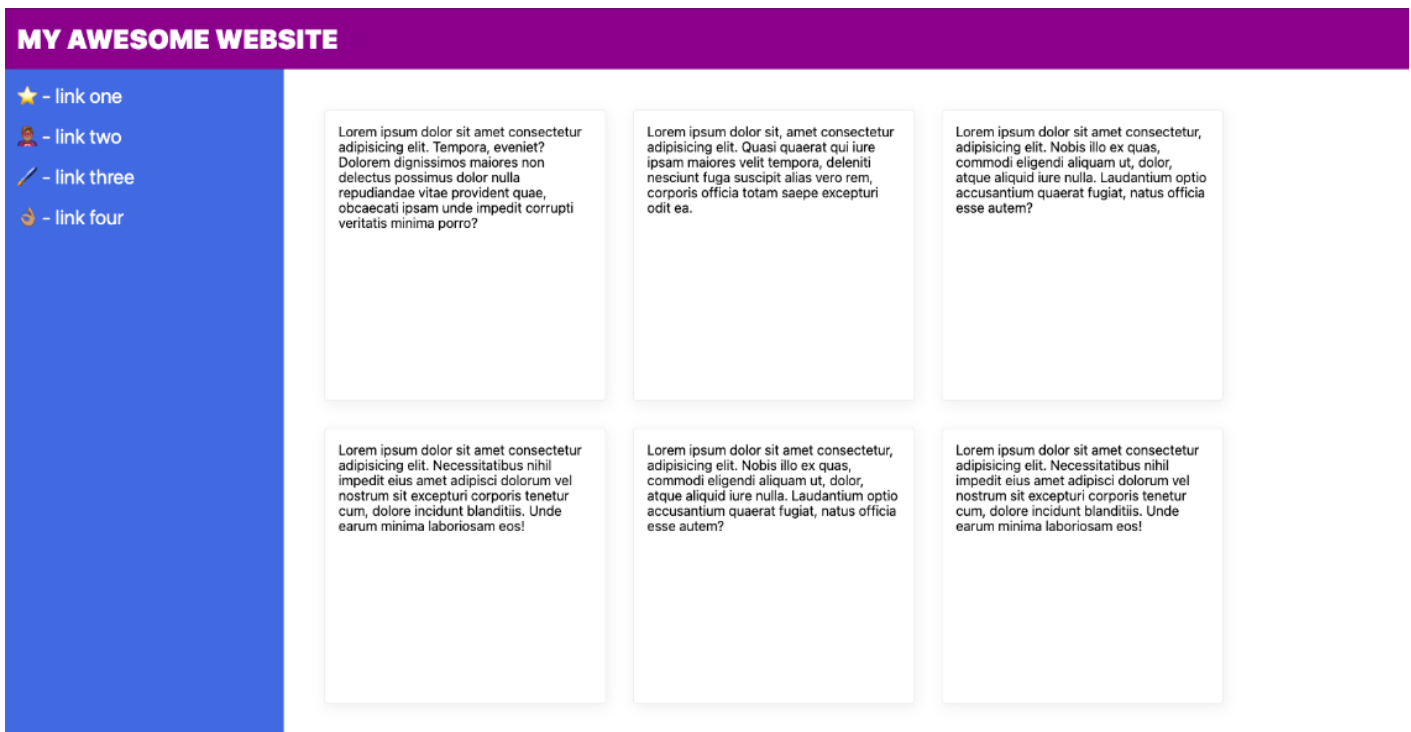 MY AWESOME WEBSITE
⭐ - link one
🦸🏽‍♂️ - link two
🖌️ - link three
👌🏽 - link four
Lorem ipsum dolor sit amet consectetur
adipisicing elit. Tempora, eveniet?
Dolorem dignissimos maiores non
delectus possimus dolor nulla
repudiandae vitae provident quae,
obcaecati ipsam unde impedit corrupti
veritatis minima porro?
Lorem ipsum dolor sit, amet consectetur
adipisicing elit. Quasi quaerat qui iure
ipsam maiores velit tempora, deleniti
nesciunt fuga suscipit alias vero rem,
corporis officia totam saepe excepturi
odit ea.
Lorem ipsum dolor sit amet consectetur,
adipisicing elit. Nobis illo ex quas,
commodi eligendi aliquam ut, dolor,
atque aliquid iure nulla. Laudantium optio
accusantium quaerat fugiat, natus officia
esse autem?
Lorem ipsum dolor sit amet consectetur
adipisicing elit. Necessitatibus nihil
impedit eius amet adipisci dolorum vel
nostrum sit excepturi corporis tenetur
cum, dolore incidunt blanditiis. Unde
earum minima laboriosam eos!
Lorem ipsum dolor sit amet consectetur,
adipisicing elit. Nobis illo ex quas,
commodi eligendi aliquam ut, dolor,
atque aliquid iure nulla. Laudantium optio
accusantium quaerat fugiat, natus officia
esse autem?
Lorem ipsum dolor sit amet consectetur
adipisicing elit. Necessitatibus nihil
impedit eius amet adipisci dolorum vel
nostrum sit excepturi corporis tenetur
cum, dolore incidunt blanditiis. Unde
earum minima laboriosam eos!